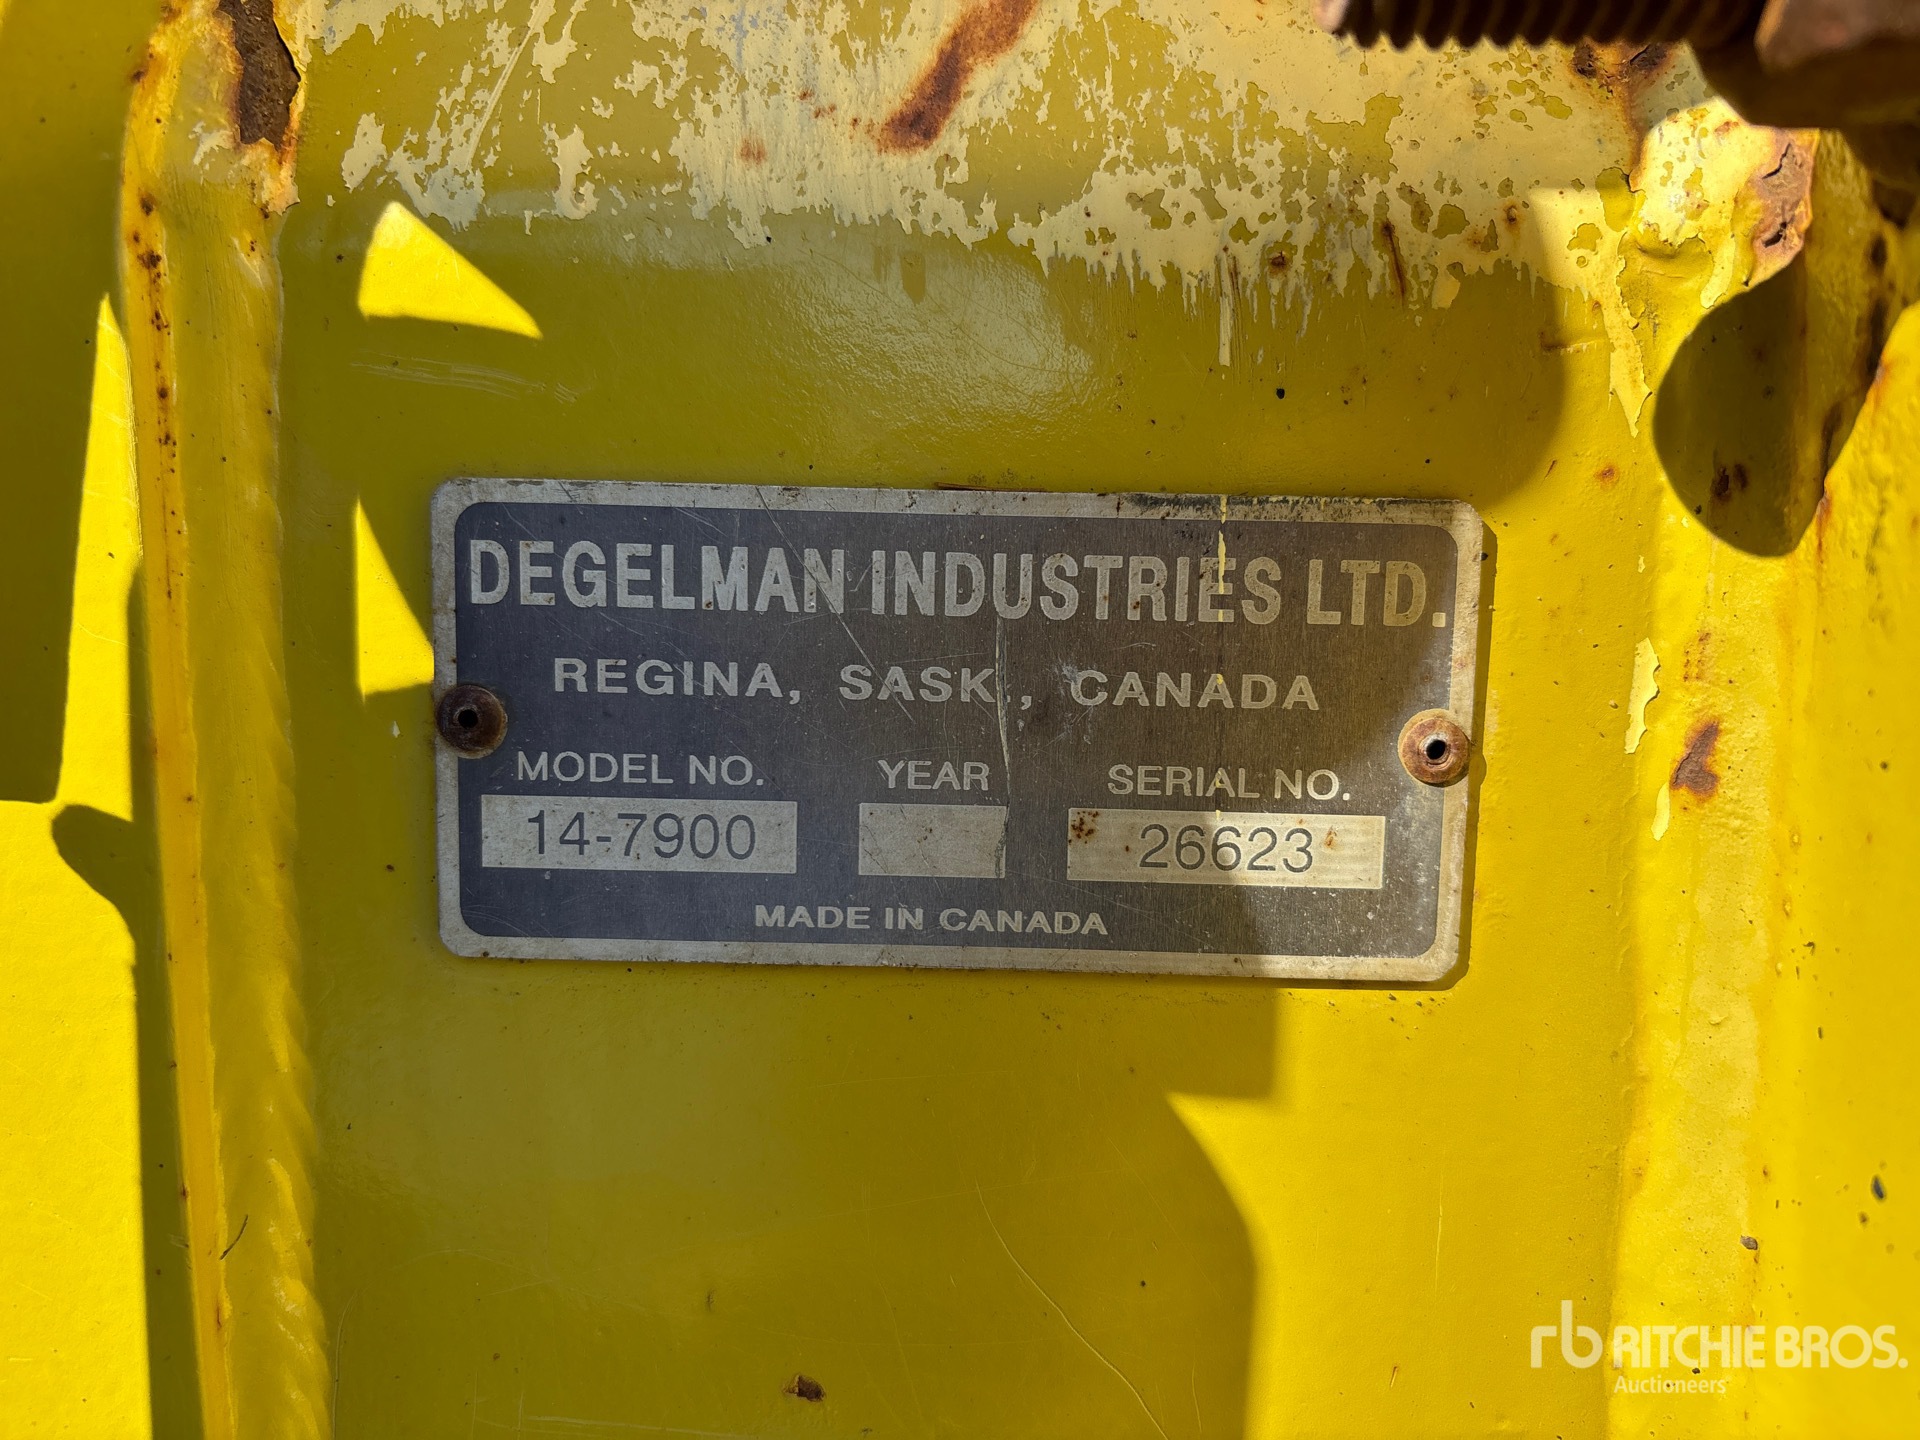 DEGELMAN INDUSTRIES LTD.
REGINA, SASK., CANADA
MODEL NO. YEAR SERIAL NO.
14-7900 26623
MADE IN CANADA
rb RITCHIE BROS.
Auctioneers